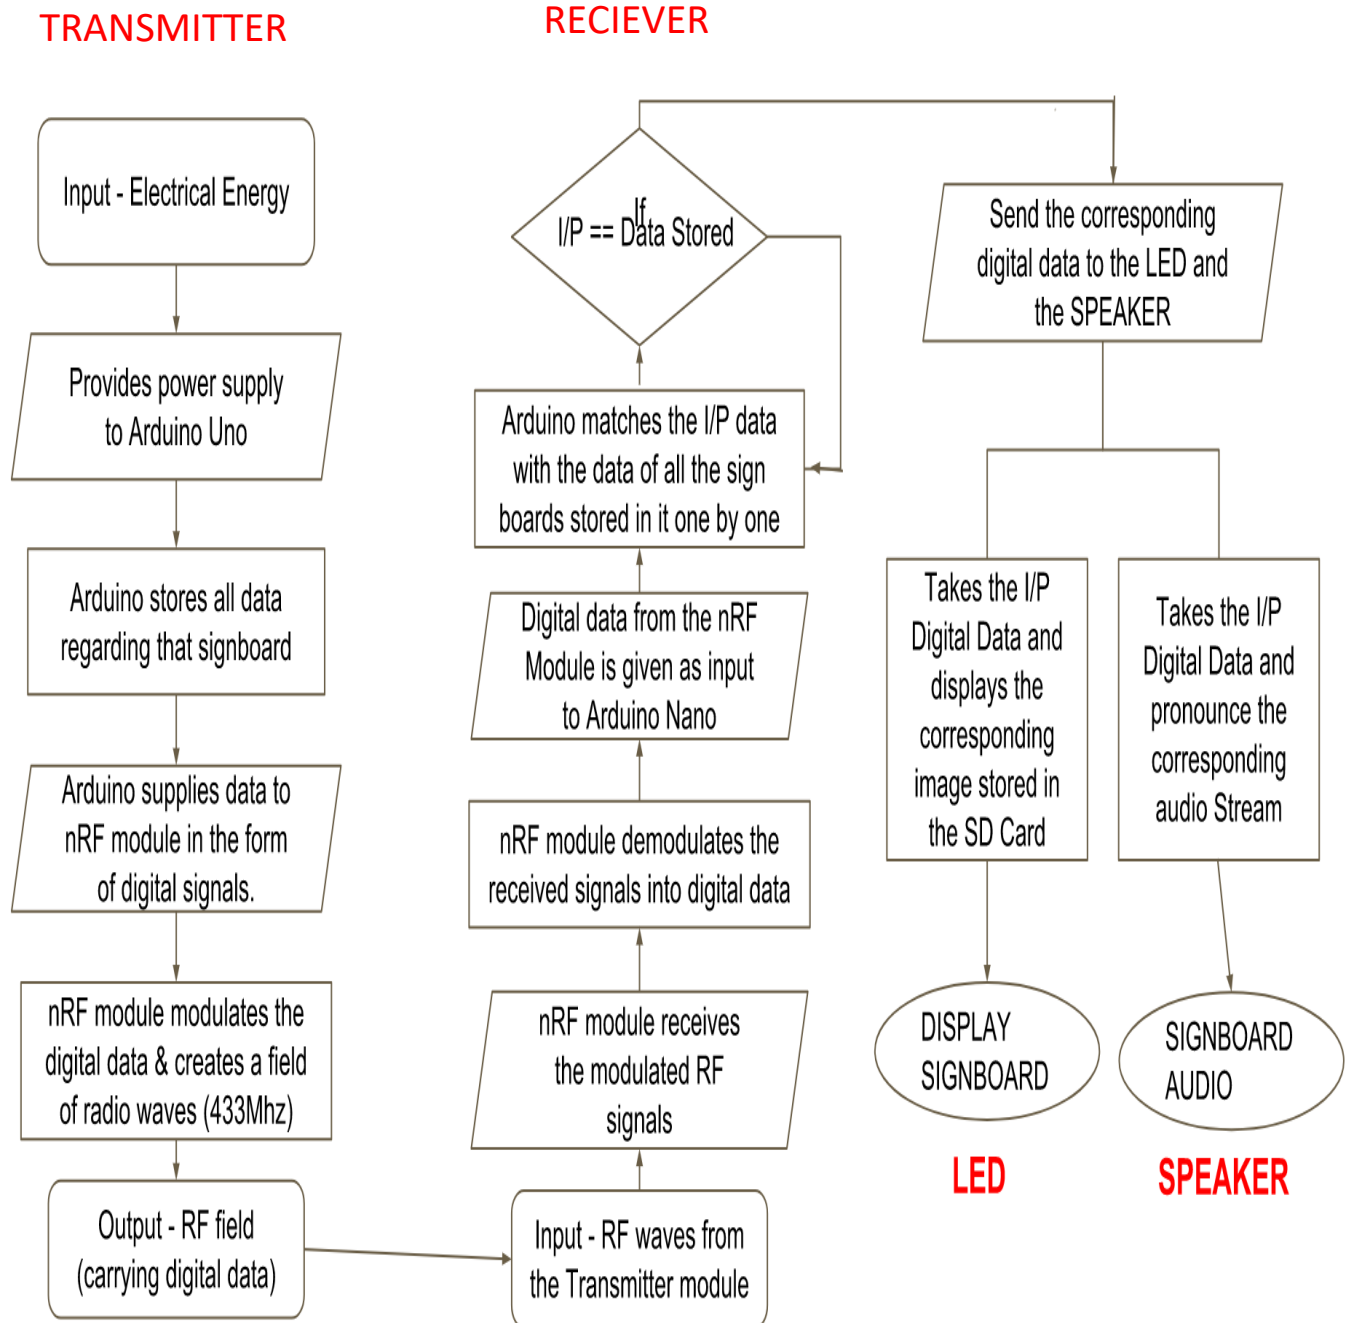 TRANSMITTER
Input - Electrical Energy
Provides power supply
to Arduino Uno
Arduino stores all data
regarding that signboard
Arduino supplies data to
nRF module in the form
of digital signals.
nRF module modulates the
digital data & creates a field
of radio waves (433Mhz)
Output - RF field
(carrying digital data)
RECIEVER
Input - RF waves from
the Transmitter module
nRF module receives
the modulated RF
signals
nRF module demodulates the
received signals into digital data
Digital data from the nRF
Module is given as input
to Arduino Nano
Arduino matches the I/P data
with the data of all the sign
boards stored in it one by one
If
I/P == Data Stored
Send the corresponding
digital data to the LED and
the SPEAKER
Takes the I/P
Digital Data and
displays the
corresponding
image stored in
the SD Card
DISPLAY
SIGNBOARD
LED
Takes the I/P
Digital Data and
pronounce the
corresponding
audio Stream
SIGNBOARD
AUDIO
SPEAKER